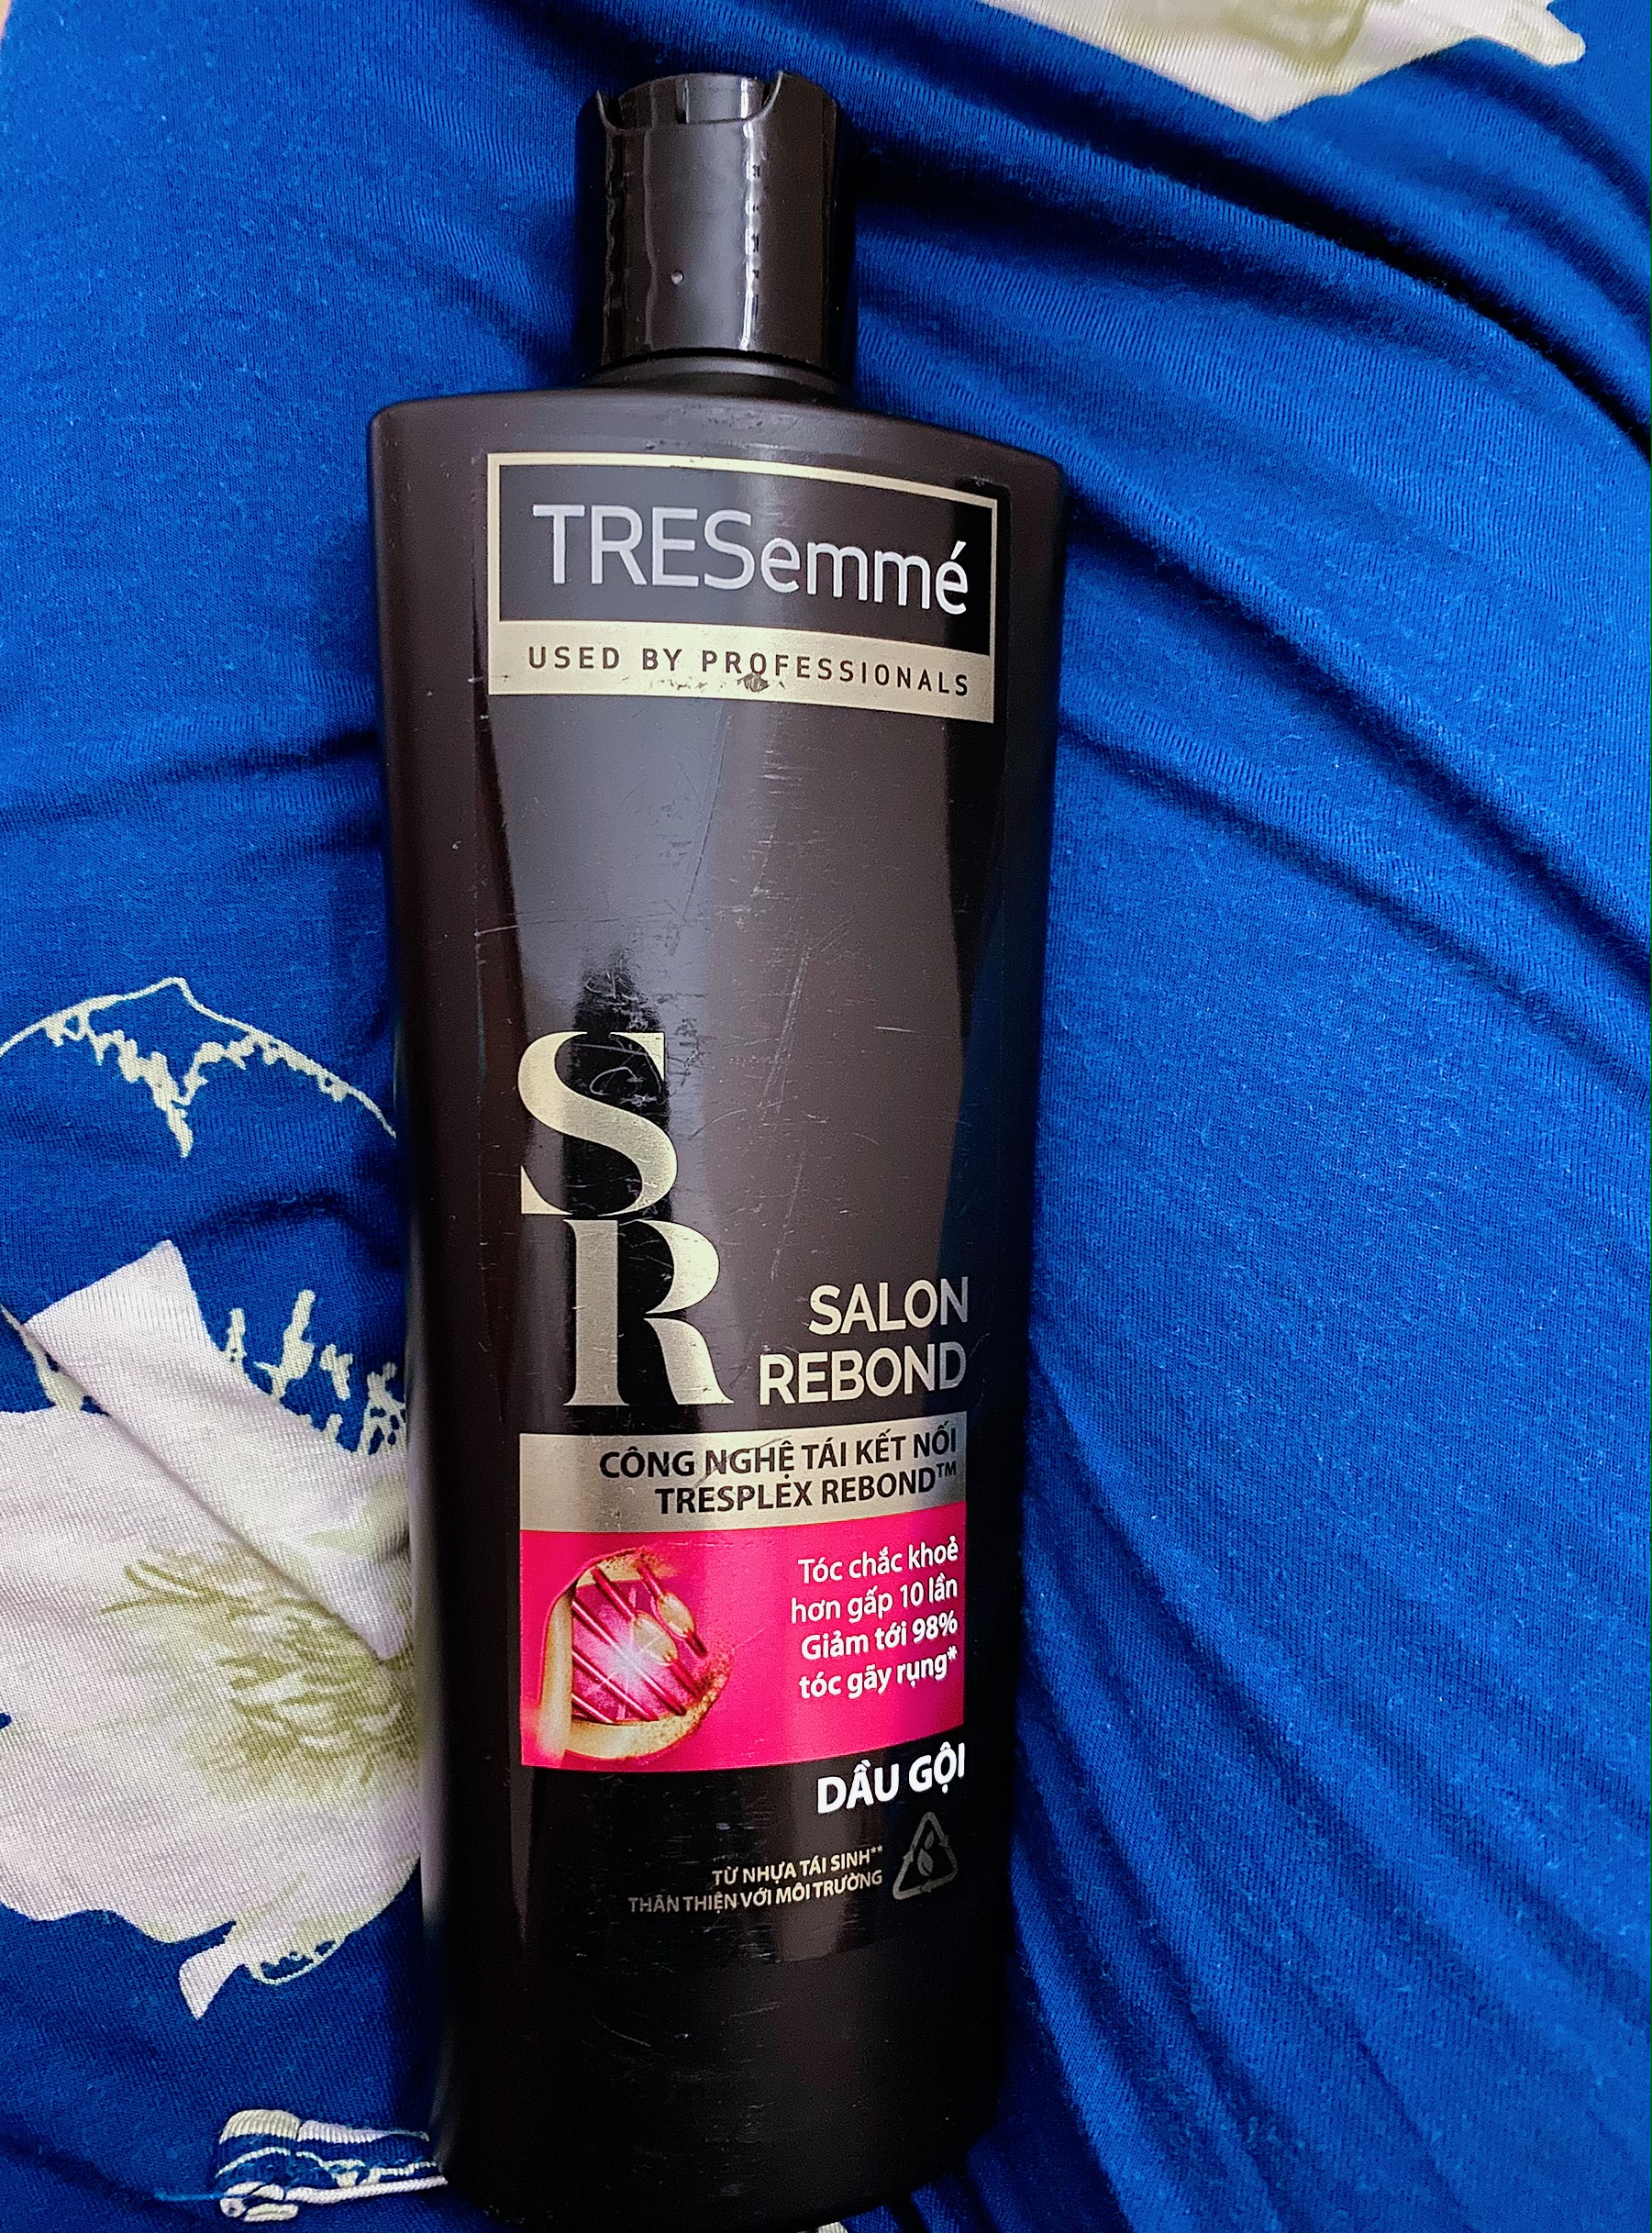 TRESemmé
USED BY PROFESSIONALS
SR
SALON
REBOND
CÔNG NGHỆ TÁI KẾT NỐI
TRESPLEX REBOND™
Tóc chắc khoẻ
hơn gấp 10 lần
Giảm tới 98%
tóc gãy rụng*
DẦU GỘI
TỪ NHỰA TÁI SINH**
THÂN THIỆN VỚI MÔI TRƯỜNG